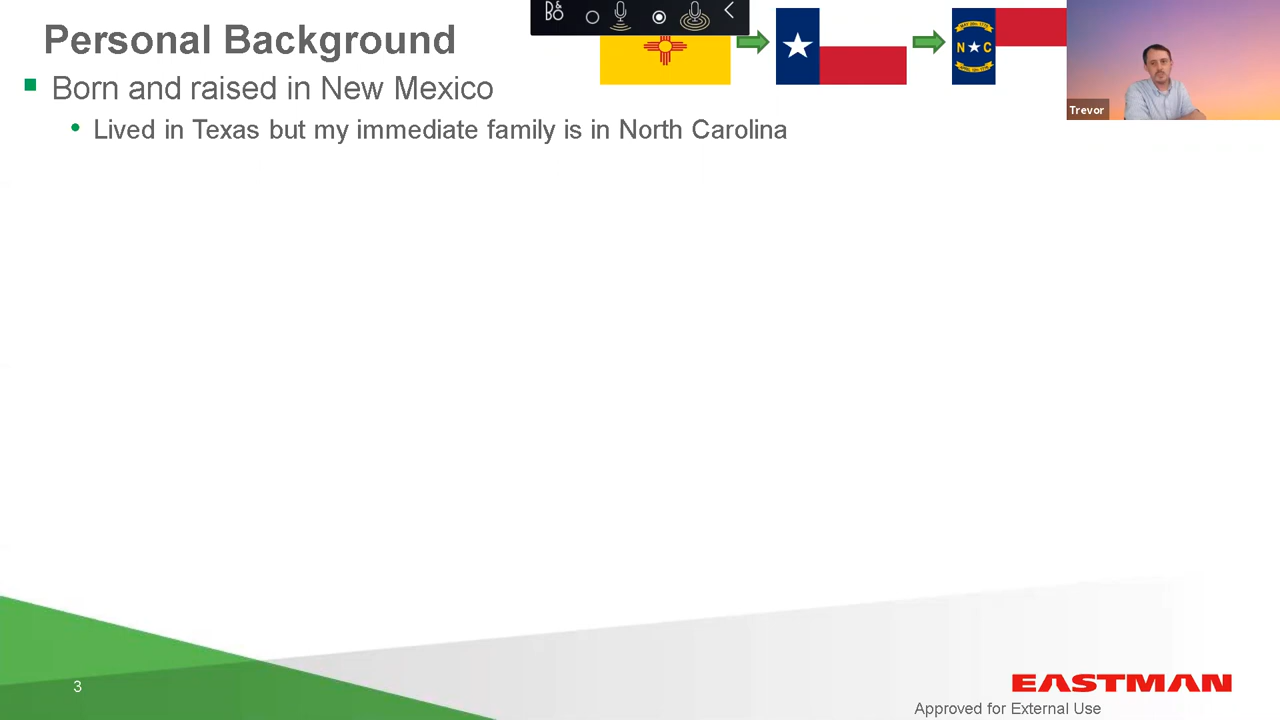 Personal Background
B&O
N C
Trevor
Born and raised in New Mexico
Lived in Texas but my immediate family is in North Carolina
3
EASTMAN
Approved for External Use